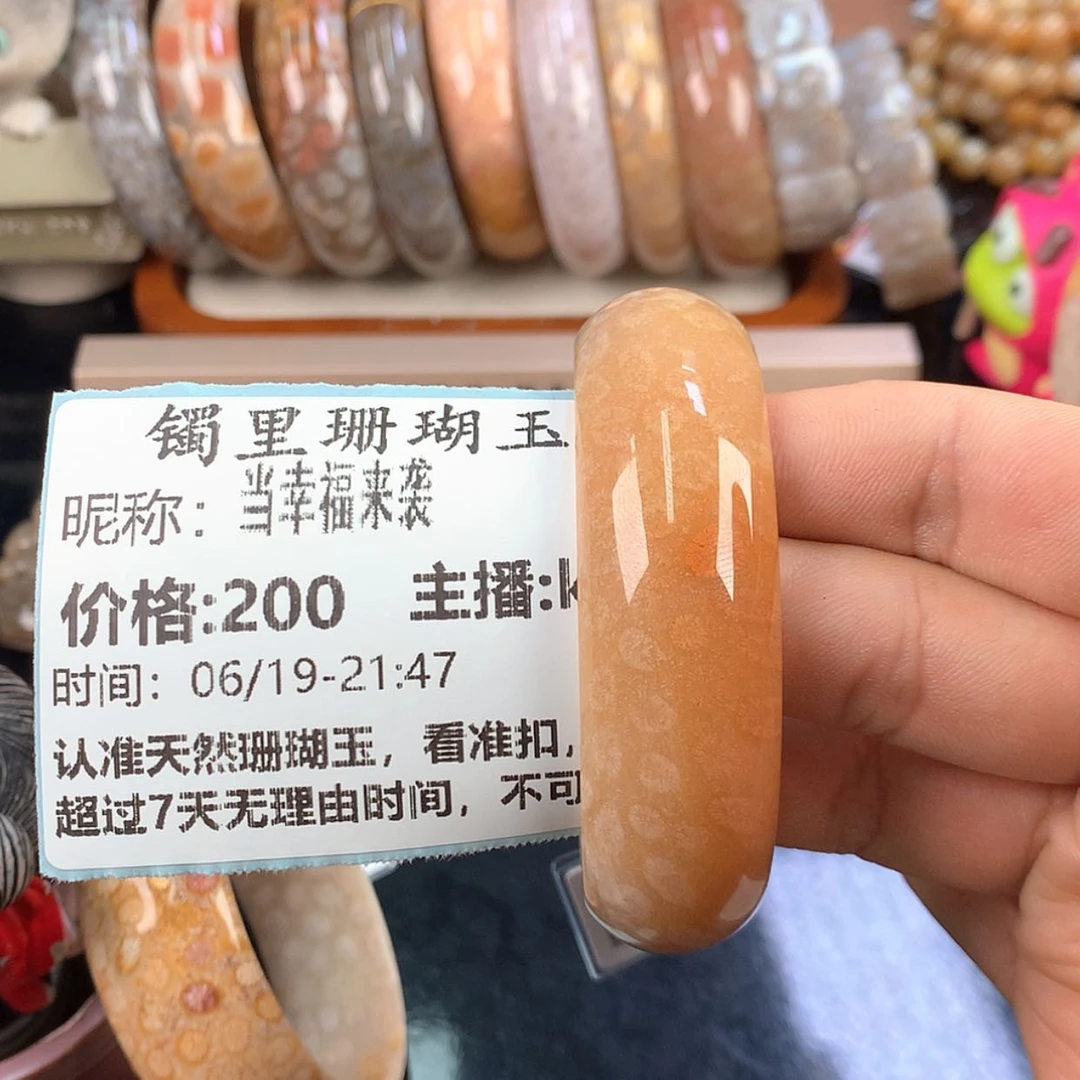 镯里珊瑚玉
昵称：当幸福来袭
价格:200 主播:k
时间：06/19-21:47
认准天然珊瑚玉，看准扣，
超过7天无理由时间，不可